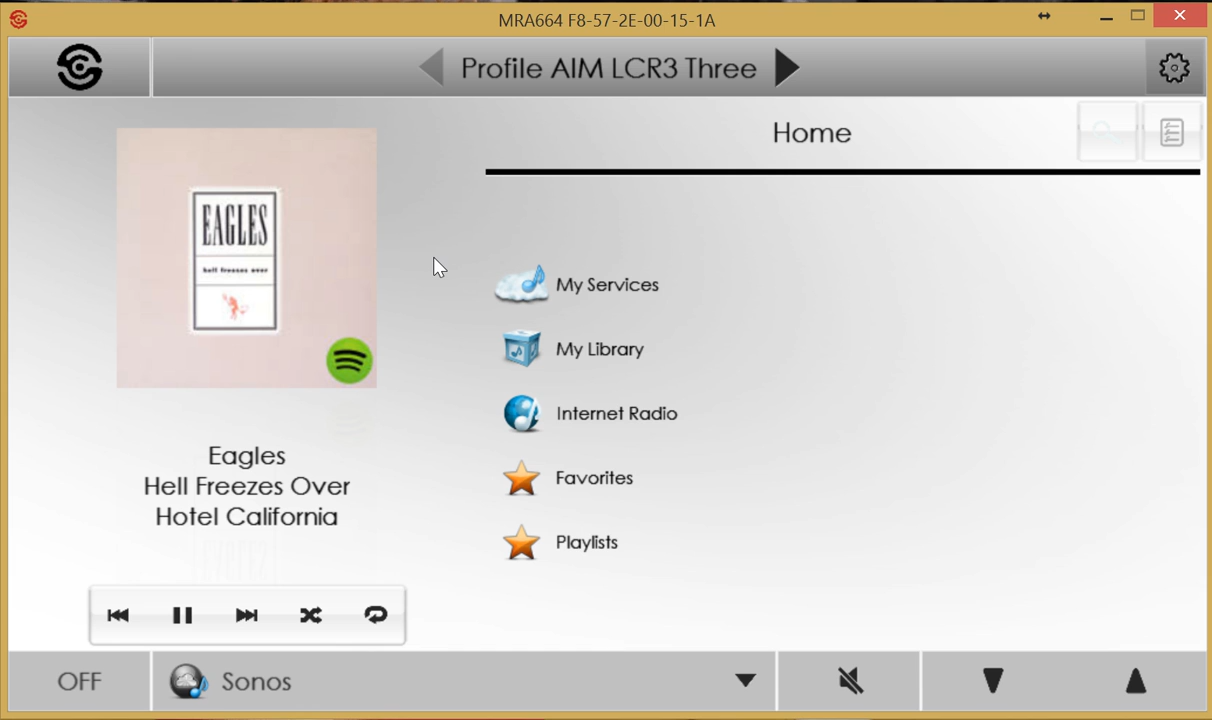 MRA664 F8-57-2E-00-15-1A
Profile AIM LCR3 Three
Home
EAGLES
hell freezes over
My Services
My Library
Internet Radio
Favorites
Playlists
Eagles
Hell Freezes Over
Hotel California
OFF
Sonos